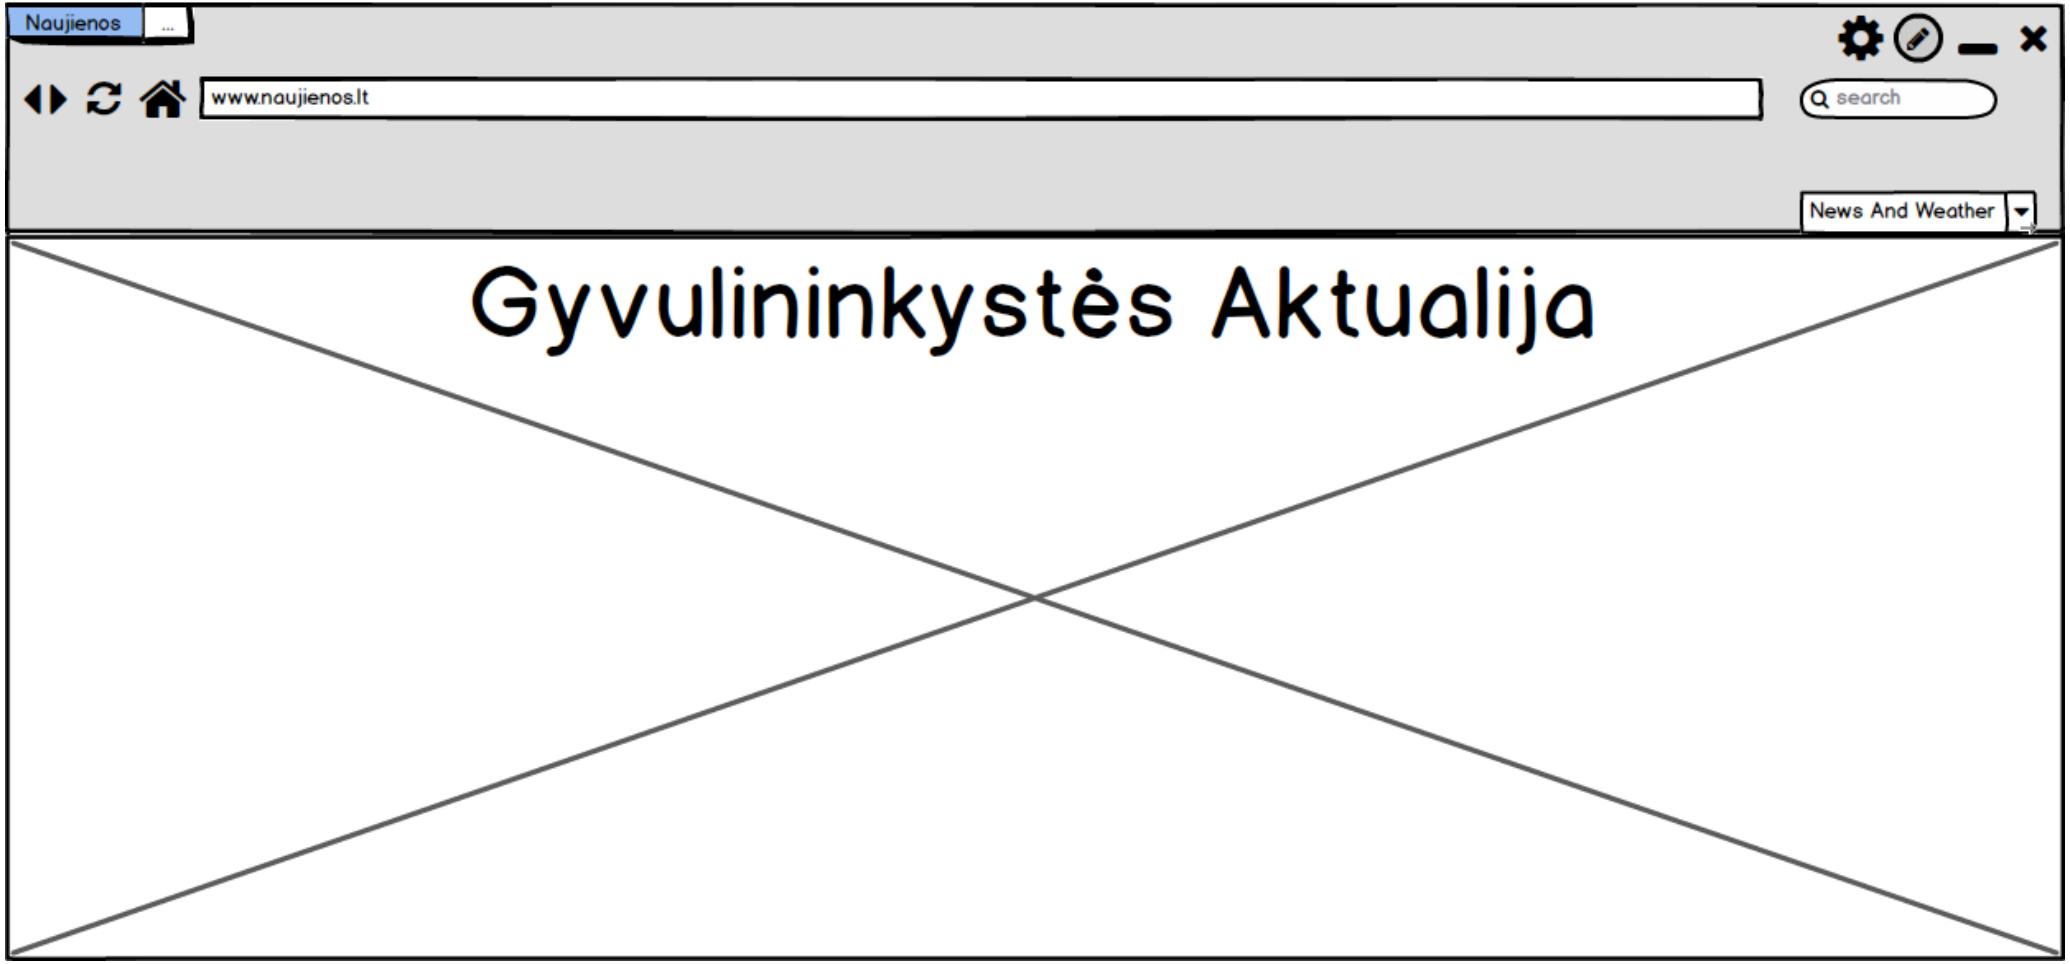 Naujienos
...
www.naujienos.lt
search
News And Weather
Gyvulininkystės Aktualija